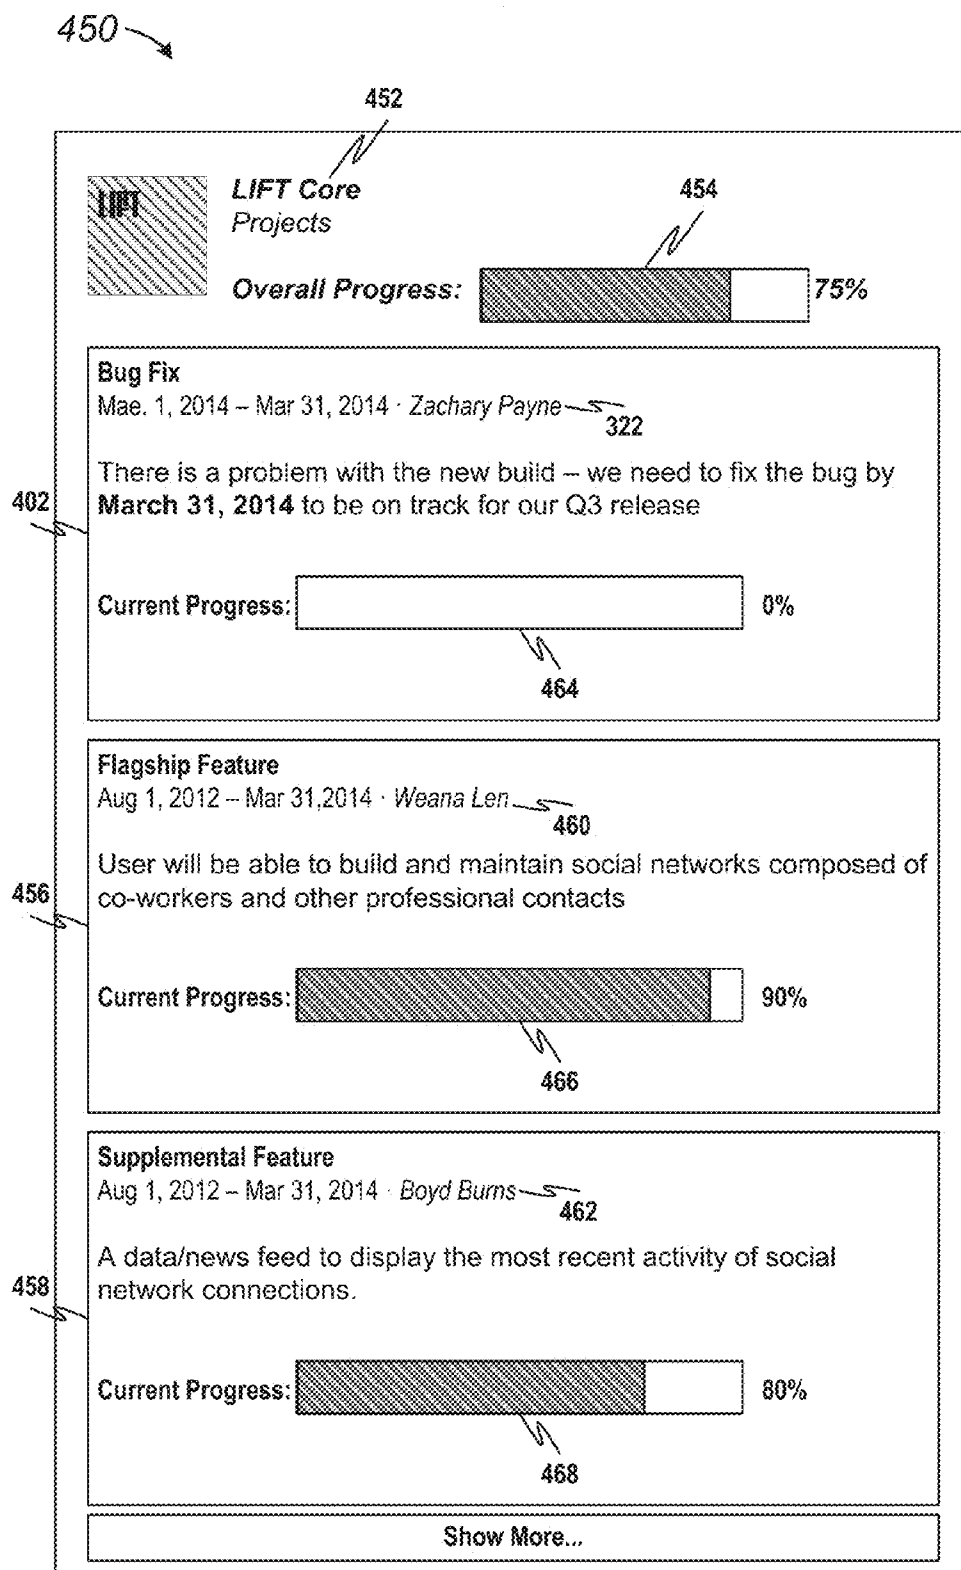 450
452
LIFT
LIFT Core
Projects
454
Overall Progress:
75%
Bug Fix
Mae. 1, 2014 – Mar 31, 2014 · Zachary Payne
322
There is a problem with the new build – we need to fix the bug by
March 31, 2014 to be on track for our Q3 release
402
Current Progress:
0%
464
Flagship Feature
Aug 1, 2012 – Mar 31,2014 · Weana Len
460
User will be able to build and maintain social networks composed of
co-workers and other professional contacts
456
Current Progress:
90%
466
Supplemental Feature
Aug 1, 2012 – Mar 31, 2014 · Boyd Burns
462
A data/news feed to display the most recent activity of social
network connections.
458
Current Progress:
80%
468
Show More...